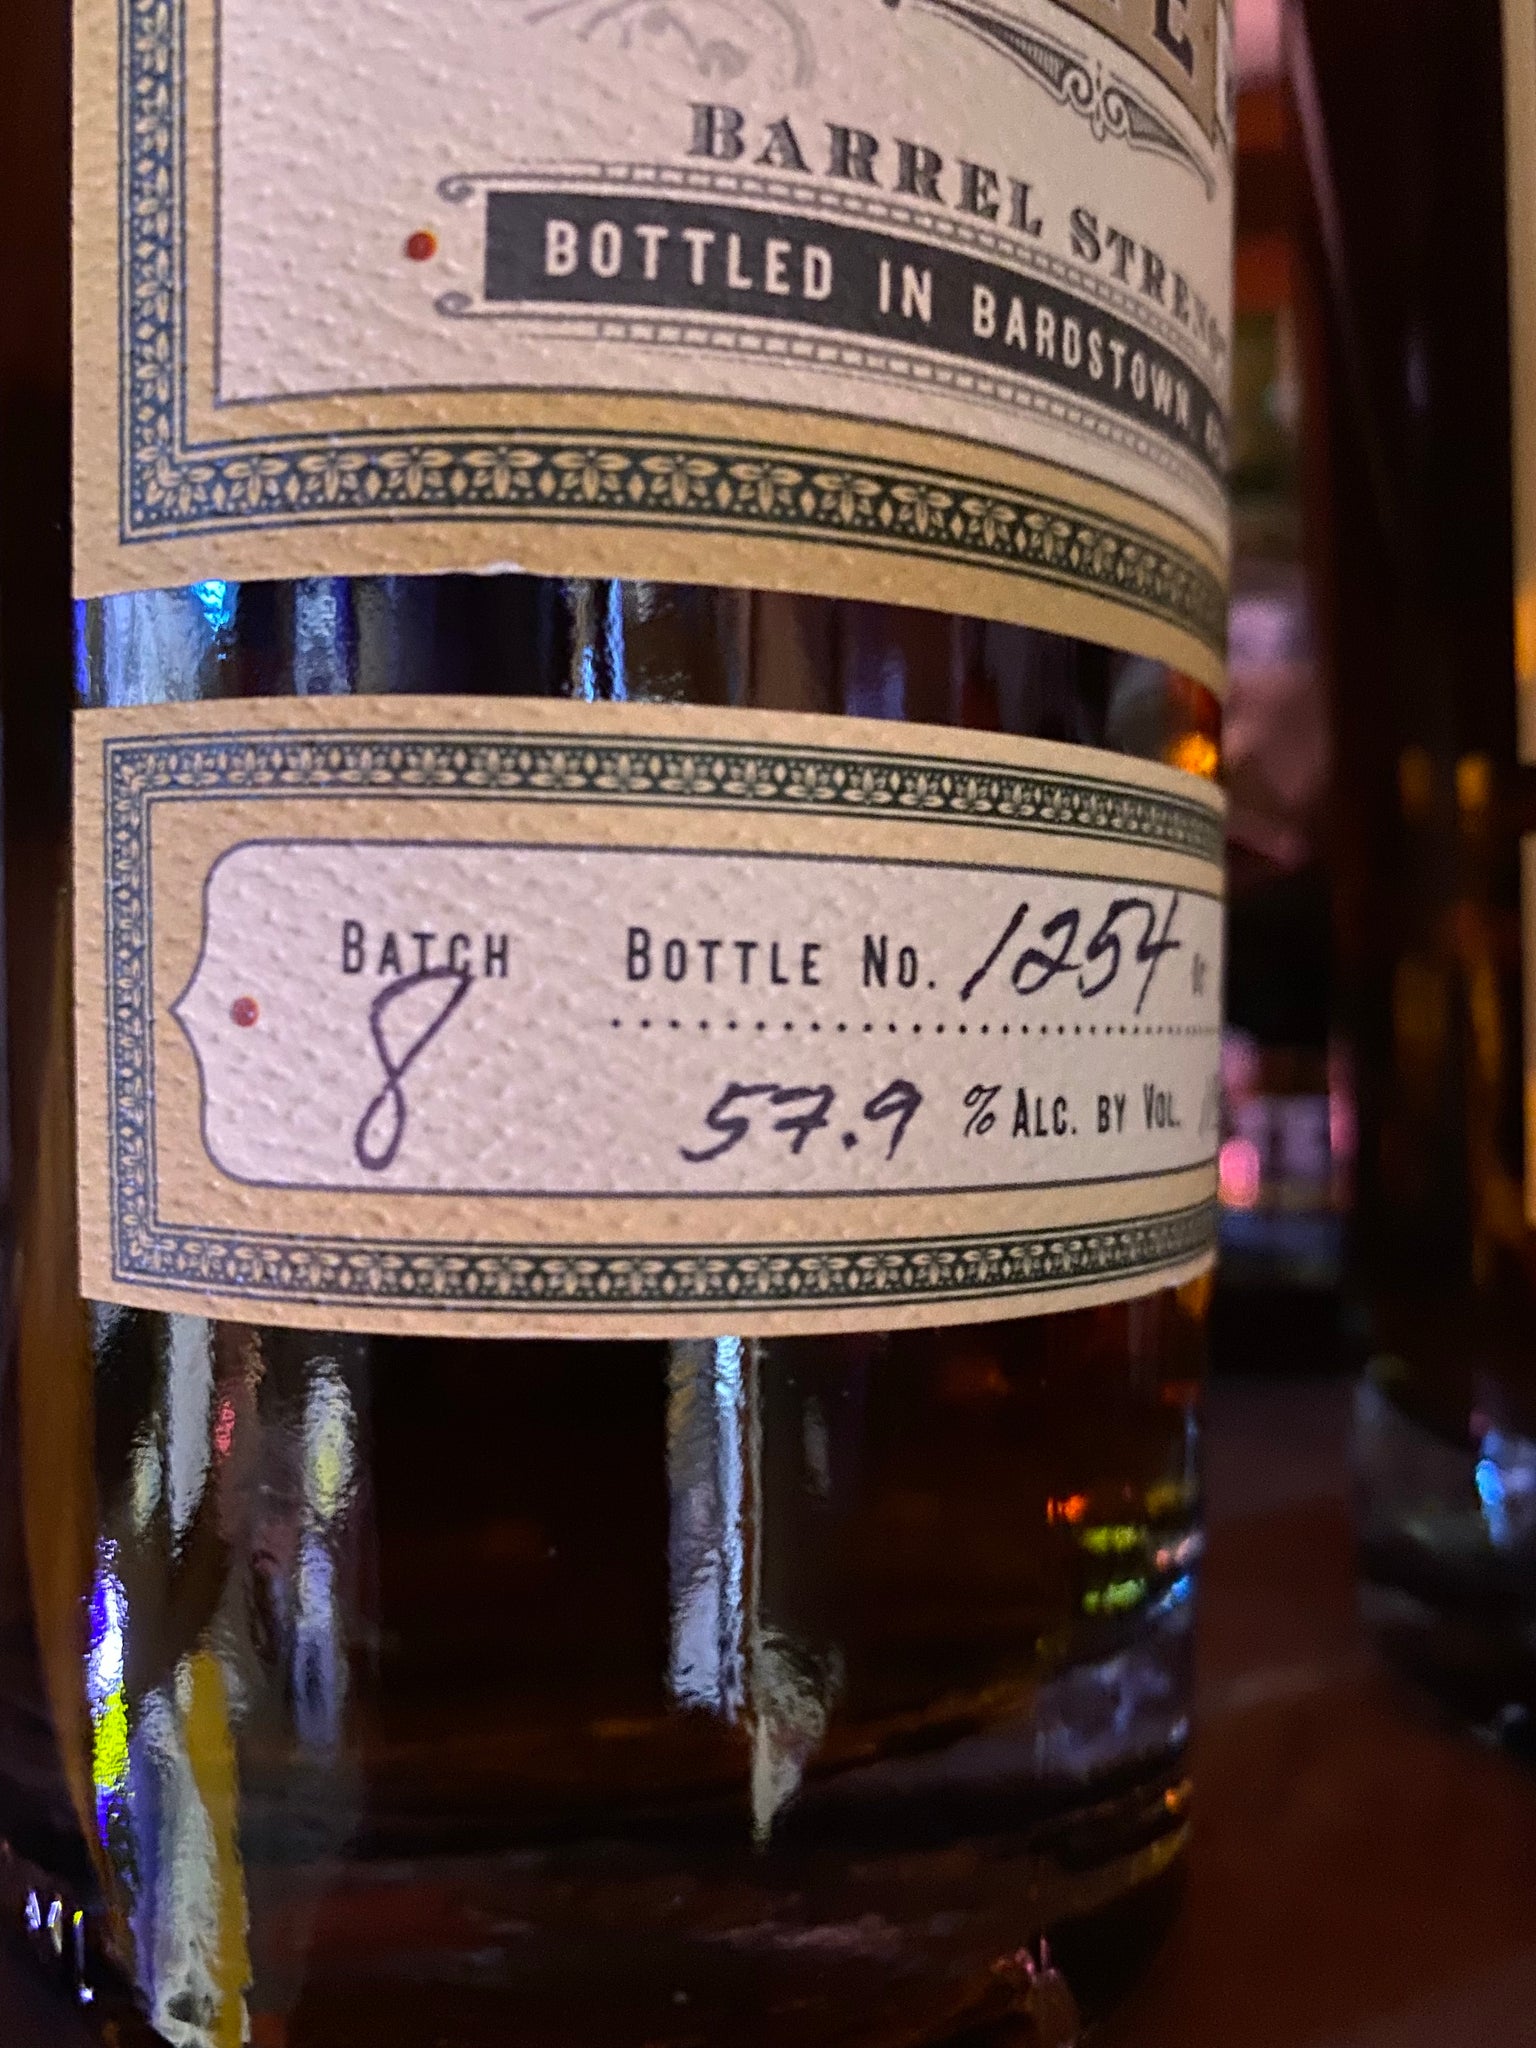 BARREL
BOTTLED IN BARDSTOWN,
BATCH
8
BOTTLE No. 1254
57.9 % ALC. BY VOL.